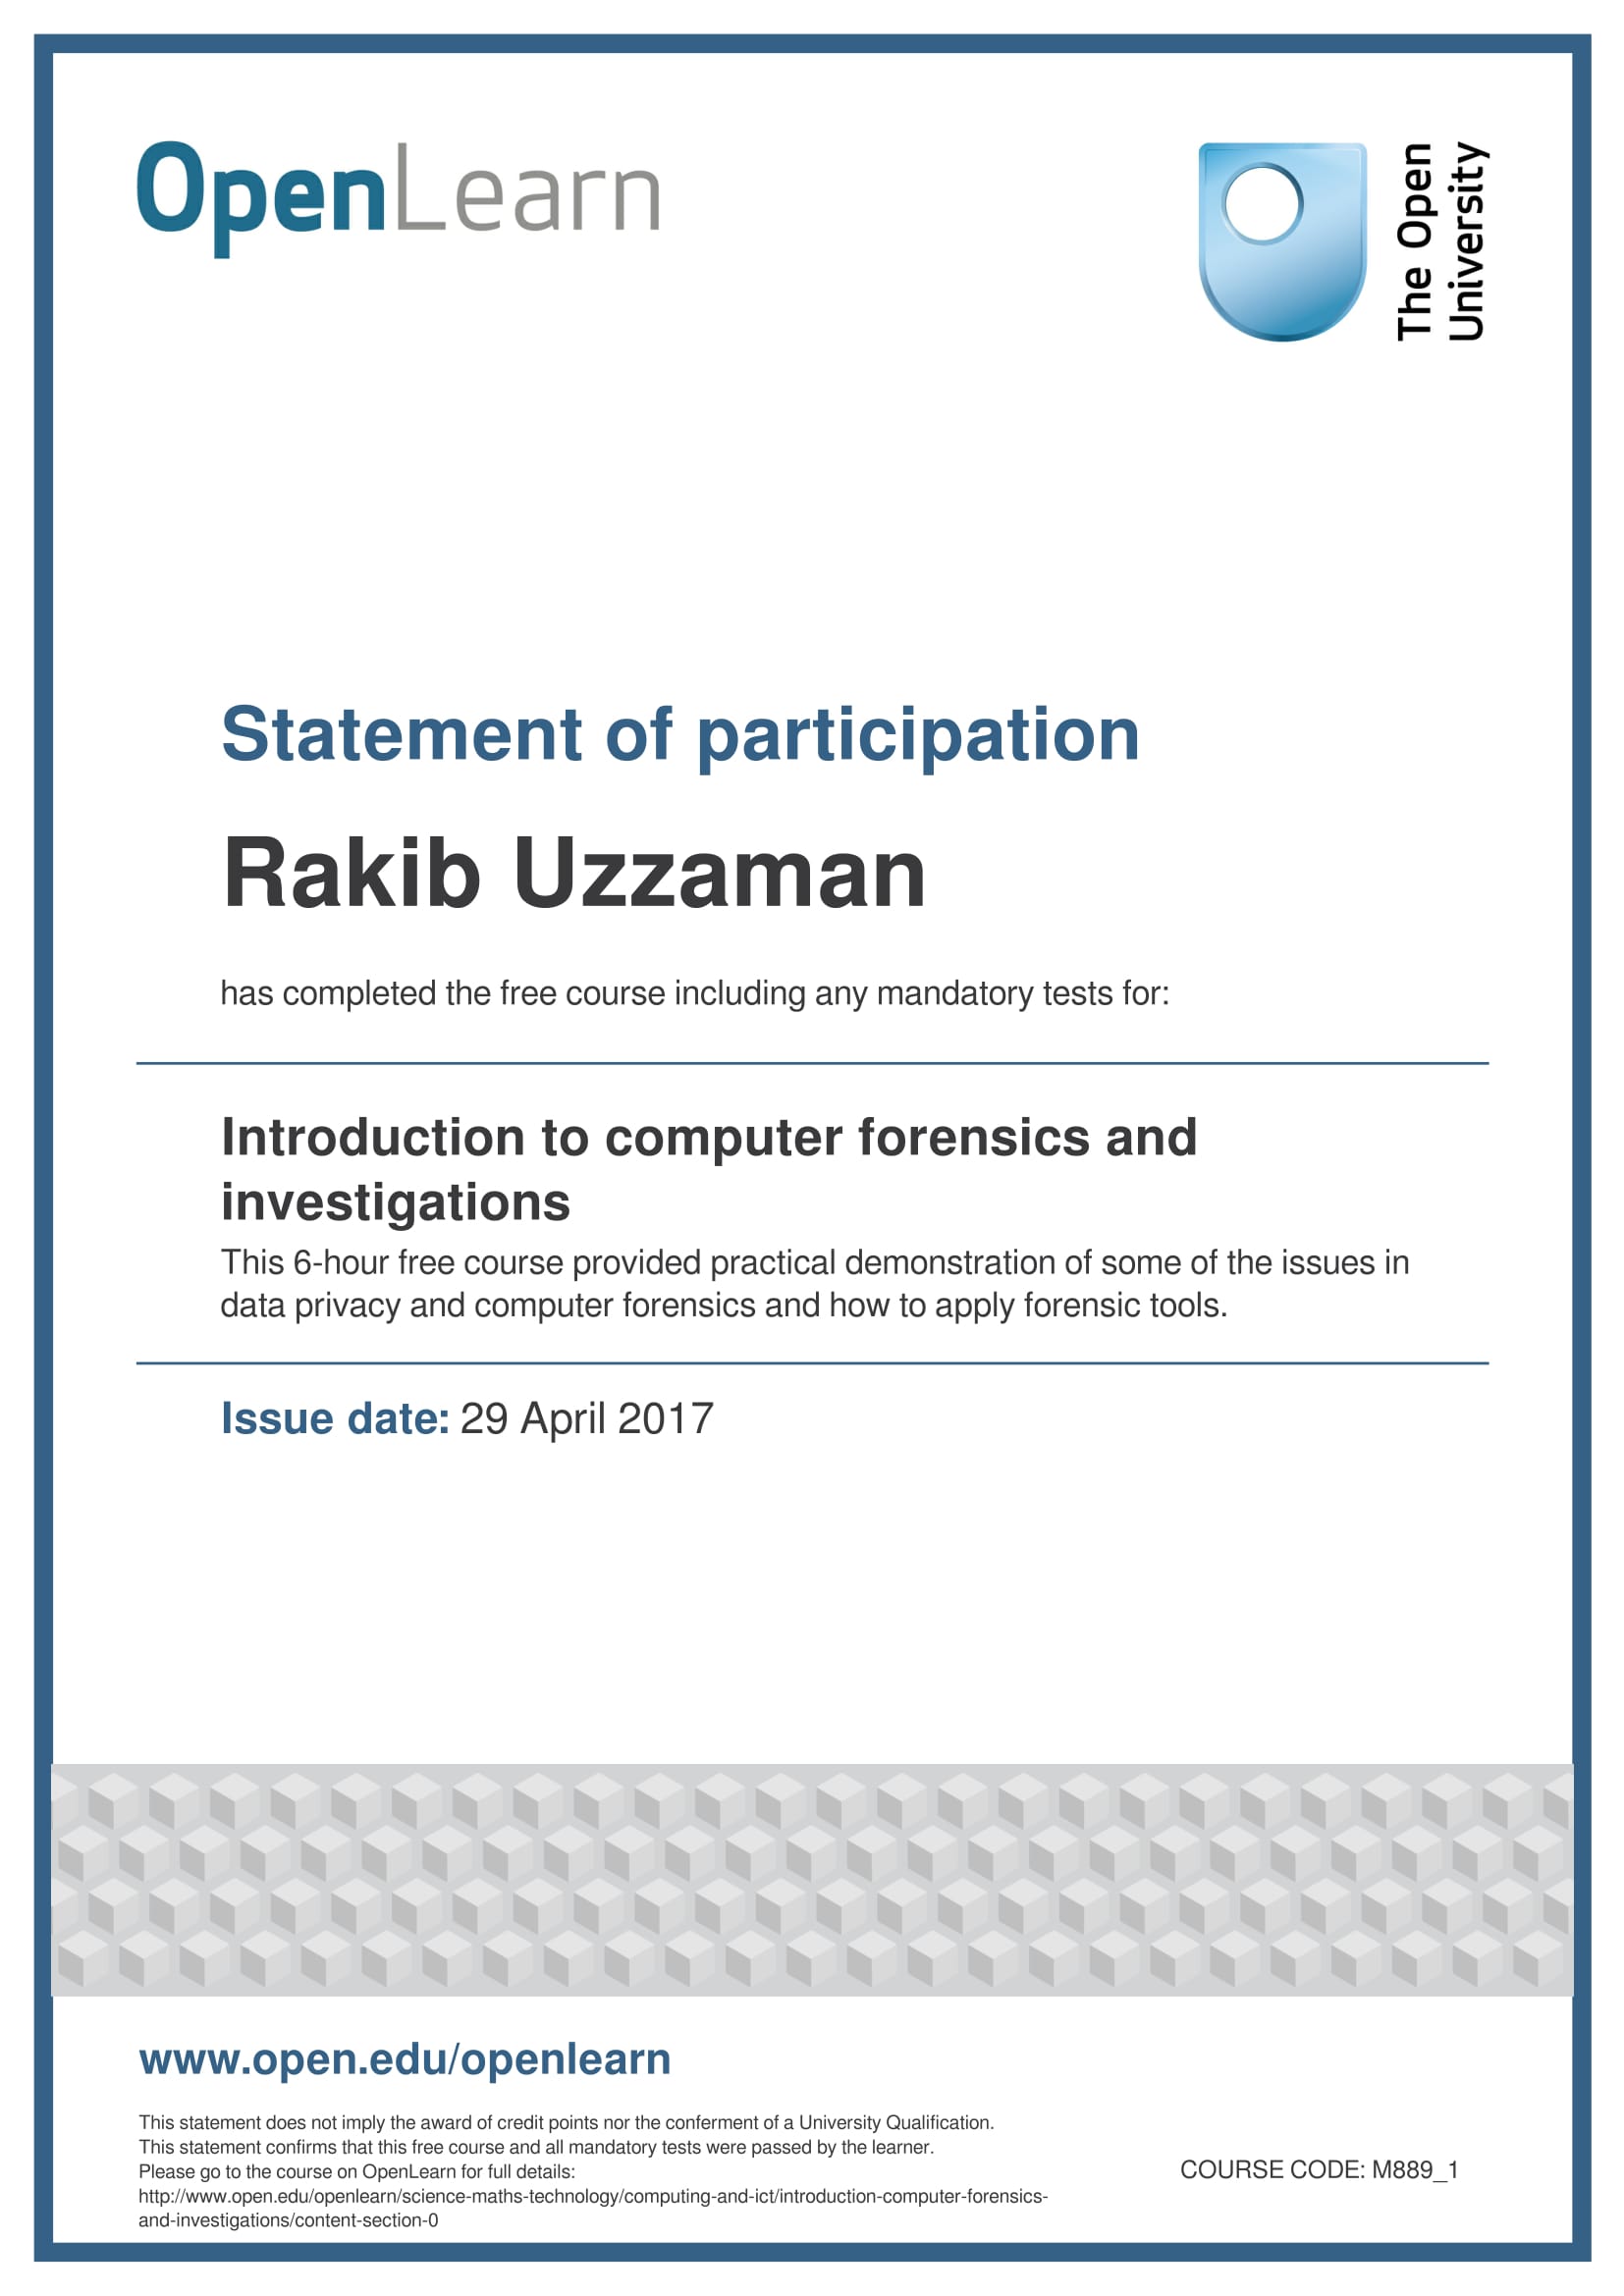 OpenLearn
The Open
University
Statement of participation
Rakib Uzzaman
has completed the free course including any mandatory tests for:
Introduction to computer forensics and
investigations
This 6-hour free course provided practical demonstration of some of the issues in
data privacy and computer forensics and how to apply forensic tools.
Issue date: 29 April 2017
www.open.edu/openlearn
This statement does not imply the award of credit points nor the conferment of a University Qualification.
This statement confirms that this free course and all mandatory tests were passed by the learner.
Please go to the course on OpenLearn for full details:
http://www.open.edu/openlearn/science-maths-technology/computing-and-ict/introduction-computer-forensics-
and-investigations/content-section-0
COURSE CODE: M889_1